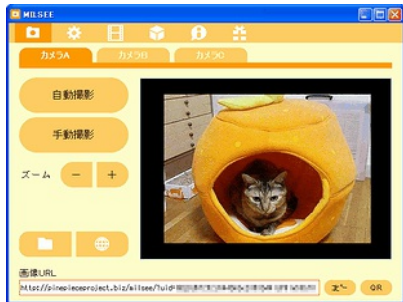 MILSEE
カメラA カメラB カメラC
自動撮影
手動撮影
ズーム － ＋
画像URL
http://pinepieceproject.biz/milsee/?uid=
ｺﾋﾟｰ QR